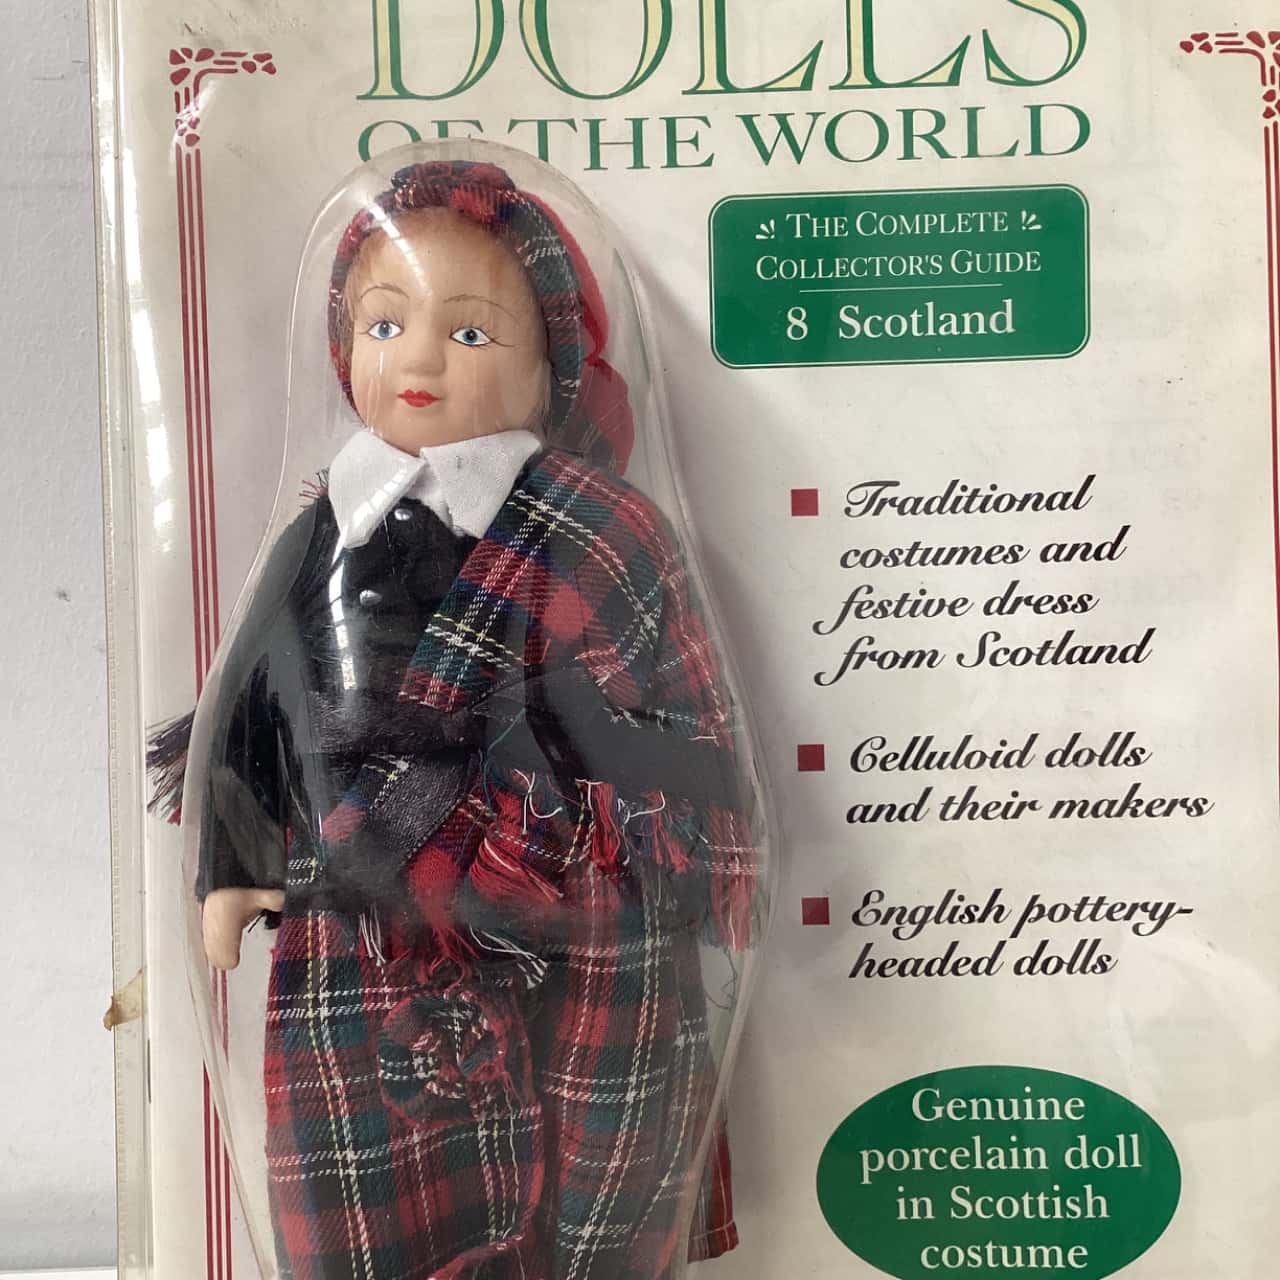 DOLLS
OF THE WORLD
THE COMPLETE
COLLECTOR'S GUIDE
8 Scotland
Traditional
costumes and
festive dress
from Scotland
Celluloid dolls
and their makers
English pottery-
headed dolls
Genuine
porcelain doll
in Scottish
costume